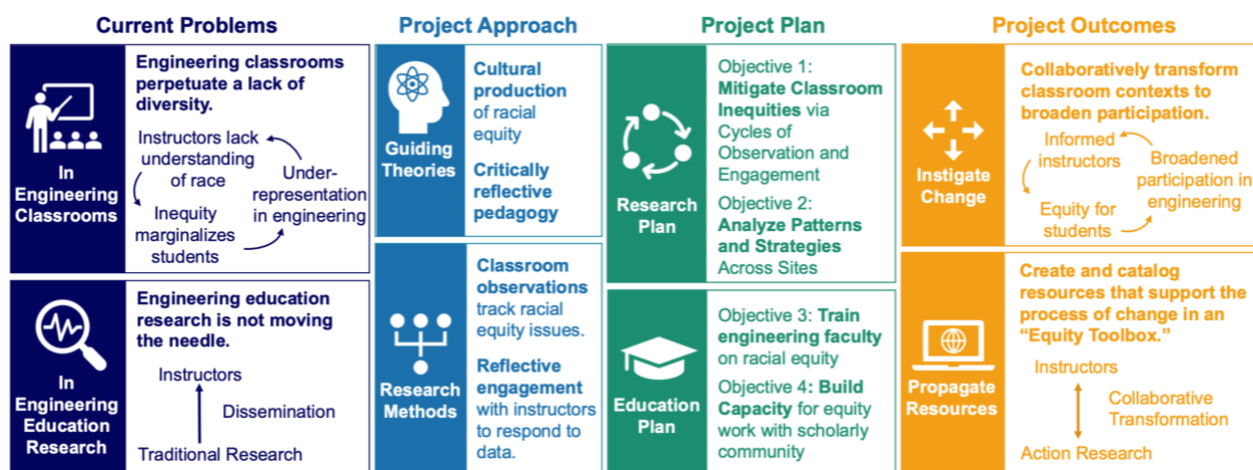 Current Problems
In
Engineering
Classrooms
Engineering classrooms
perpetuate a lack of
diversity.
Instructors lack
understanding
of race
Under-
representation
in engineering
Inequity
marginalizes
students
In
Engineering
Education
Research
Engineering education
research is not moving
the needle.
Instructors
Dissemination
Traditional Research
Project Approach
Guiding
Theories
Cultural
production
of racial
equity
Critically
reflective
pedagogy
Research
Methods
Classroom
observations
track racial
equity issues.
Reflective
engagement
with instructors
to respond to
data.
Project Plan
Research
Plan
Objective 1:
Mitigate Classroom
Inequities via
Cycles of
Observation and
Engagement
Objective 2:
Analyze Patterns
and Strategies
Across Sites
Education
Plan
Objective 3: Train
engineering faculty
on racial equity
Objective 4: Build
Capacity for equity
work with scholarly
community
Project Outcomes
Instigate
Change
Collaboratively transform
classroom contexts to
broaden participation.
Informed
instructors
Broadened
participation in
engineering
Equity for
students
Propagate
Resources
Create and catalog
resources that support the
process of change in an
“Equity Toolbox.”
Instructors
Collaborative
Transformation
Action Research